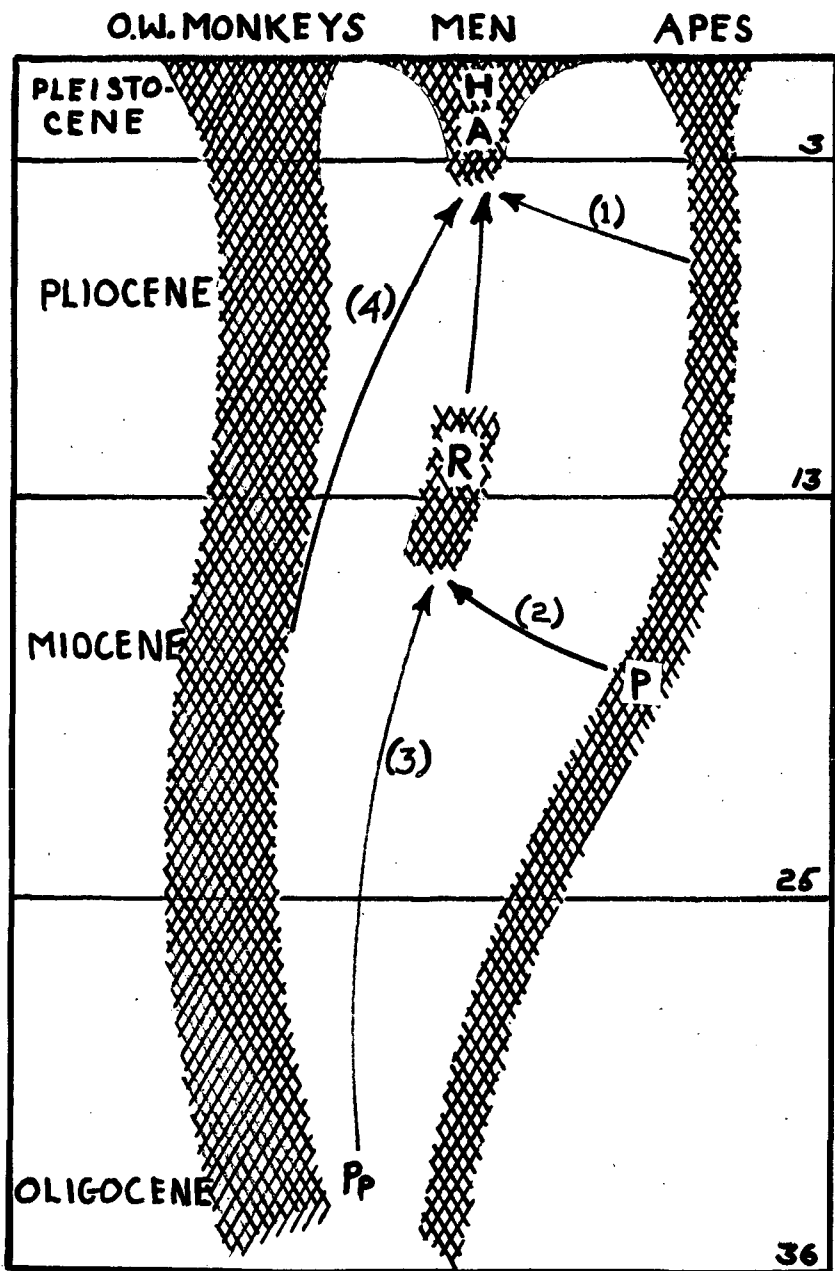 O.W. MONKEYS MEN APES
PLEISTO-
CENE
H
A
3
(1)
PLIOCENE
(4)
R
13
(2)
MIOCENE
P
(3)
25
Pp
OLIGOCENE
36